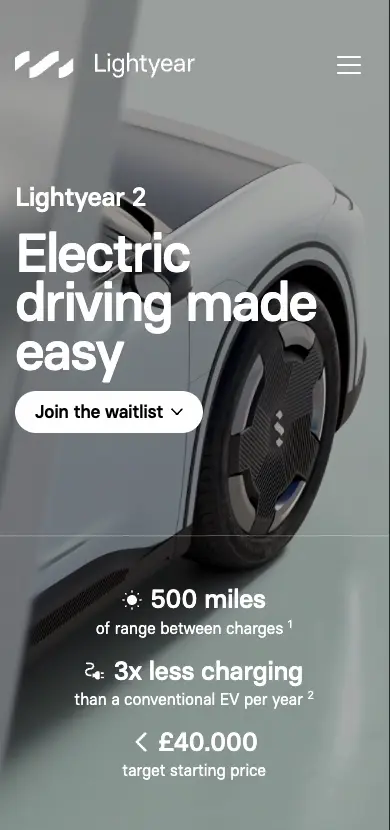 Lightyear
Lightyear 2
Electric
driving made
easy
Join the waitlist
500 miles
of range between charges ¹
3x less charging
than a conventional EV per year ²
< £40.000
target starting price